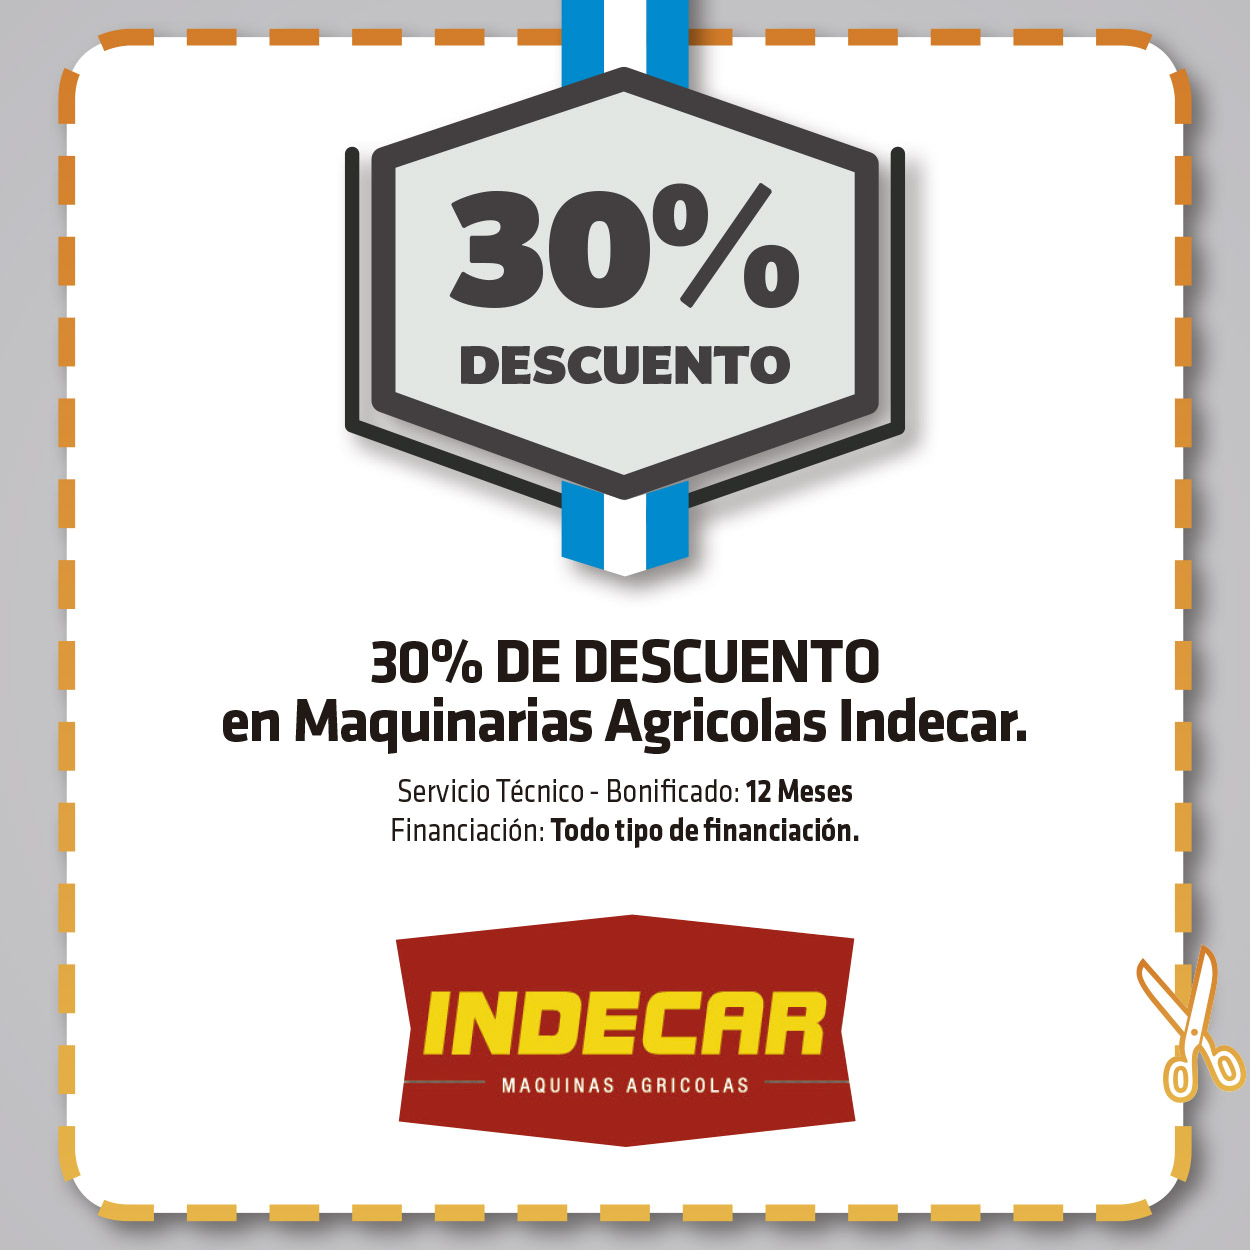 30%
DESCUENTO
30% DE DESCUENTO
en Maquinarias Agricolas Indecar.
Servicio Técnico - Bonificado: 12 Meses
Financiación: Todo tipo de financiación.
INDECAR
MAQUINAS AGRICOLAS